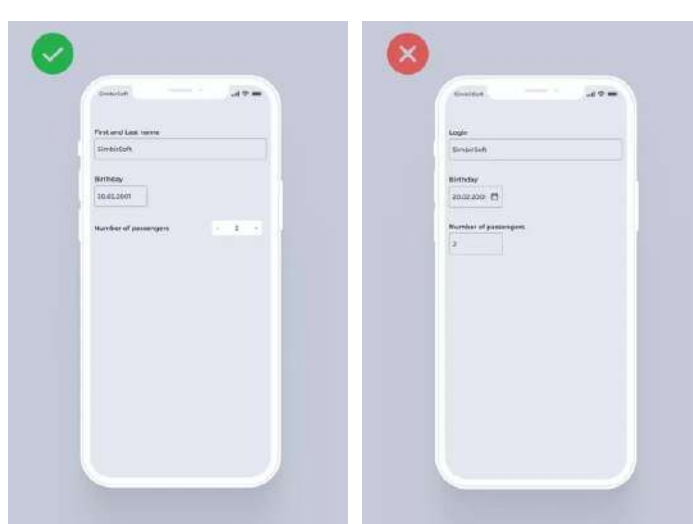 SimbirSoft
First and Last name
SimbirSoft
Birthday
20.02.2001
Number of passengers
- 2 +
SimbirSoft
Login
SimbirSoft
Birthday
20.02.2001
Number of passengers
2